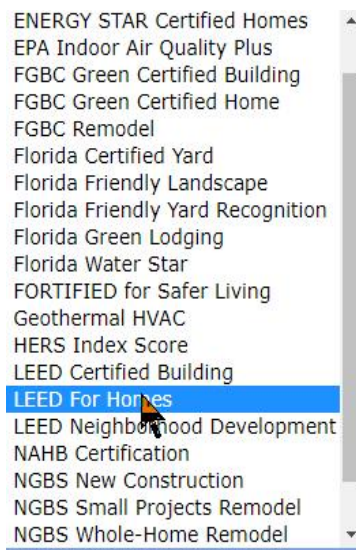 ENERGY STAR Certified Homes
EPA Indoor Air Quality Plus
FGBC Green Certified Building
FGBC Green Certified Home
FGBC Remodel
Florida Certified Yard
Florida Friendly Landscape
Florida Friendly Yard Recognition
Florida Green Lodging
Florida Water Star
FORTIFIED for Safer Living
Geothermal HVAC
HERS Index Score
LEED Certified Building
LEED For Homes
LEED Neighborhood Development
NAHB Certification
NGBS New Construction
NGBS Small Projects Remodel
NGBS Whole-Home Remodel